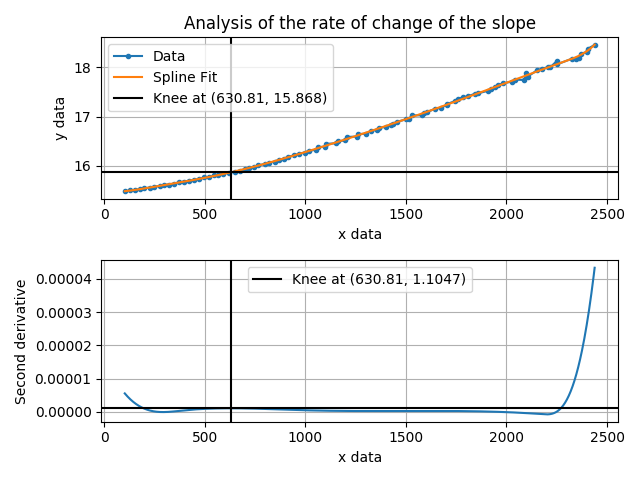 Analysis of the rate of change of the slope
Data
Spline Fit
Knee at (630.81, 15.868)
18
17
16
y data
0 500 1000 1500 2000 2500
x data
Knee at (630.81, 1.1047)
0.00004
0.00003
0.00002
0.00001
0.00000
Second derivative
0 500 1000 1500 2000 2500
x data